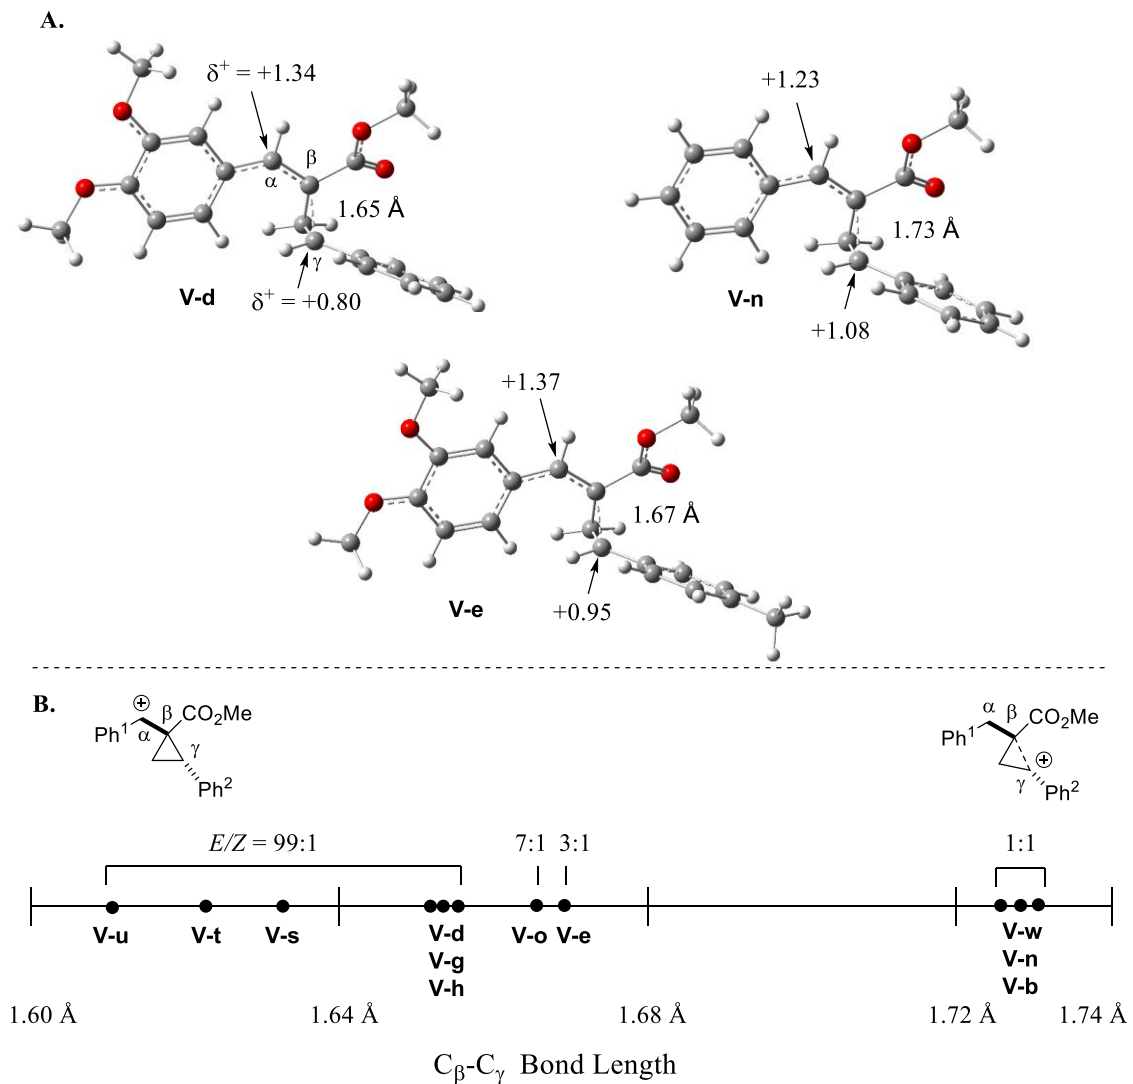 A.
δ⁺ = +1.34
+1.23
β
α
1.65 Å
1.73 Å
γ
V-d
δ⁺ = +0.80
V-n
+1.08
+1.37
1.67 Å
V-e
+0.95
B.
⊕ β CO₂Me
Ph¹ α γ
Ph²
α β CO₂Me
Ph¹ ⊕
γ Ph²
E/Z = 99:1
7:1 3:1
1:1
V-u V-t V-s V-d V-o V-e V-w
V-g V-n
V-h V-b
1.60 Å 1.64 Å 1.68 Å 1.72 Å 1.74 Å
Cβ-Cγ Bond Length